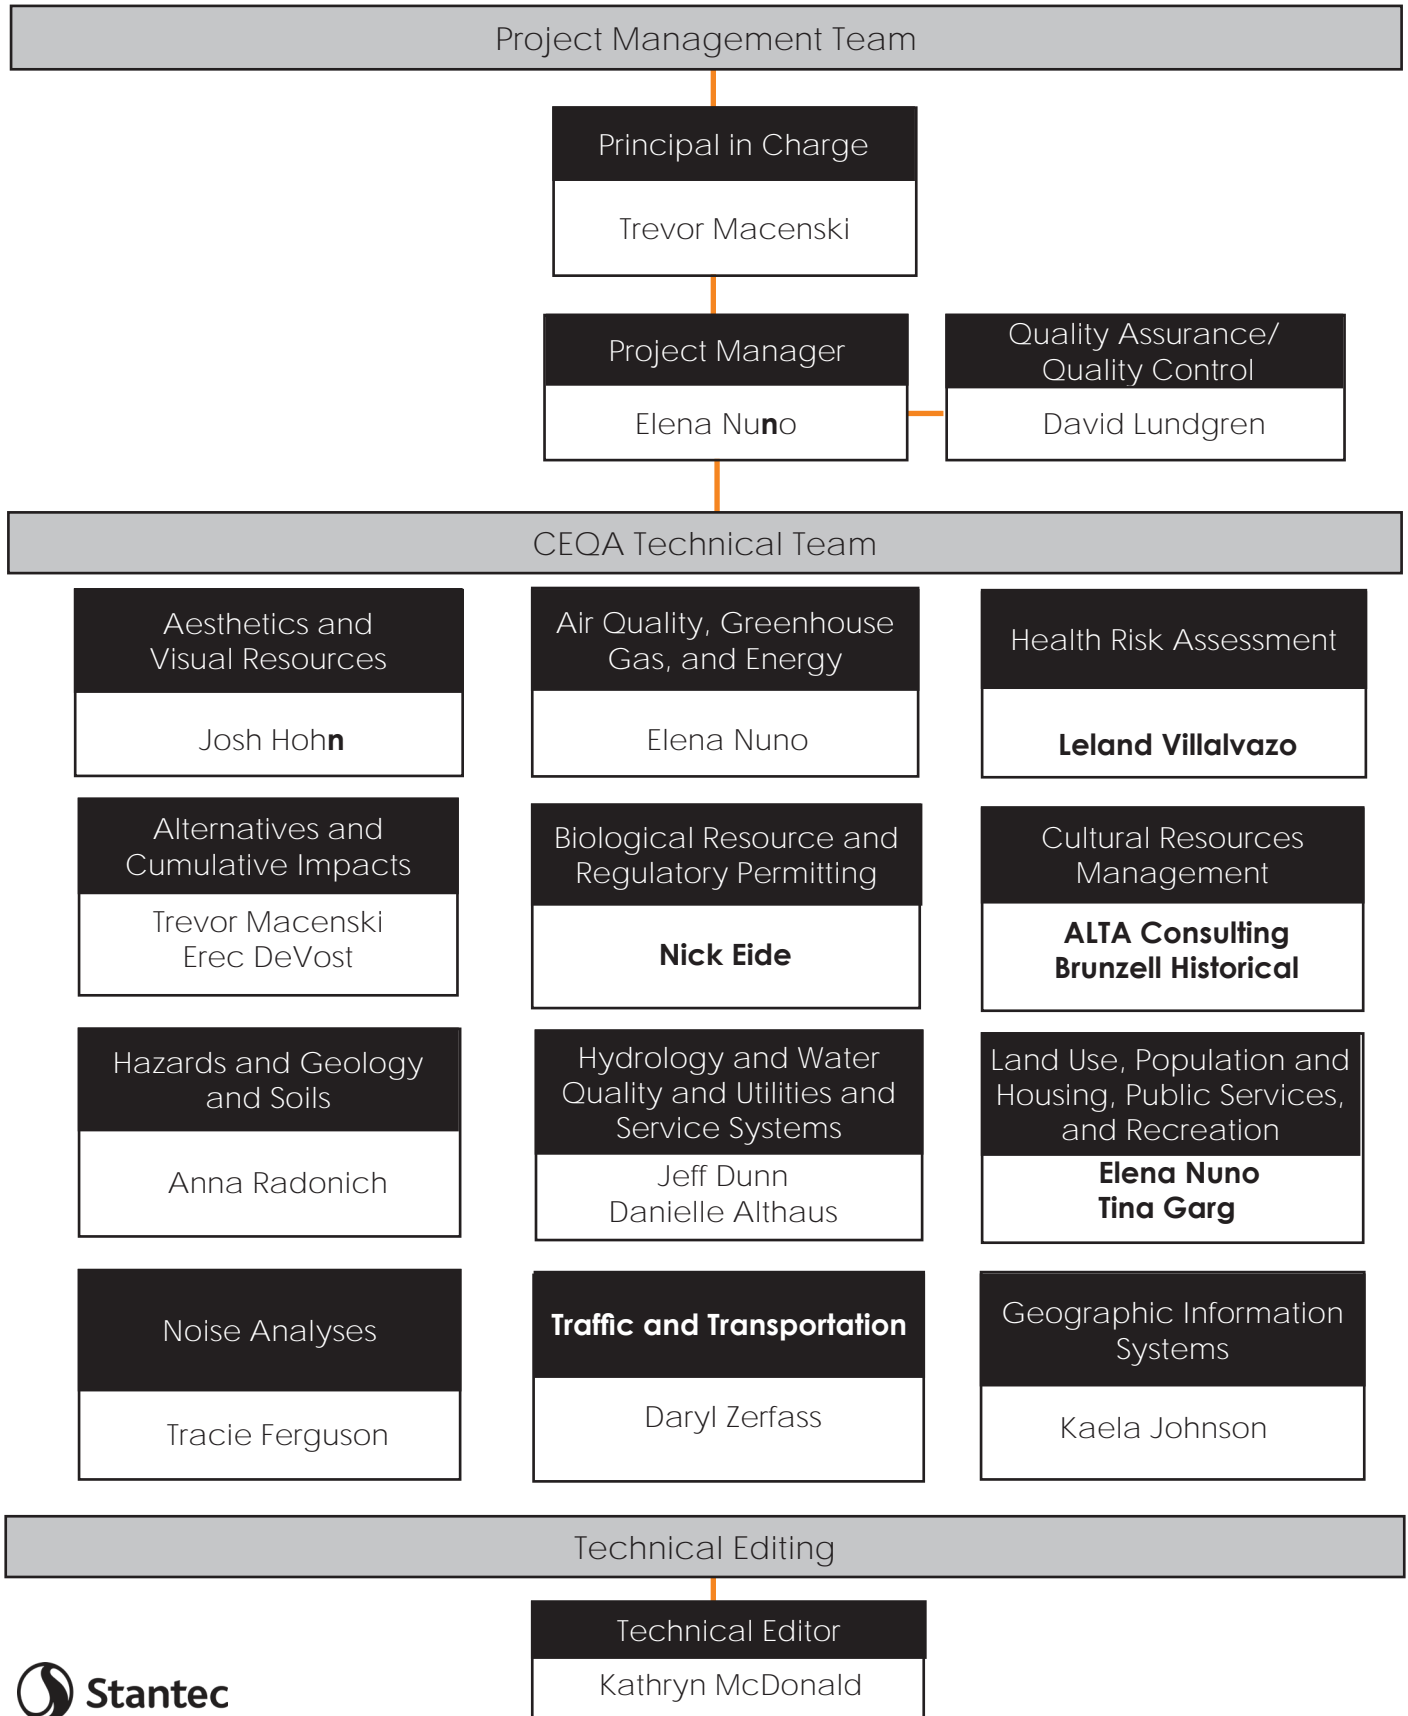 Project Management Team
Principal in Charge
Trevor Macenski
Project Manager
Elena Nuno
Quality Assurance/
Quality Control
David Lundgren
CEQA Technical Team
Aesthetics and
Visual Resources
Josh Hohn
Air Quality, Greenhouse
Gas, and Energy
Elena Nuno
Health Risk Assessment
Leland Villalvazo
Alternatives and
Cumulative Impacts
Trevor Macenski
Erec DeVost
Biological Resource and
Regulatory Permitting
Nick Eide
Cultural Resources
Management
ALTA Consulting
Brunzell Historical
Hazards and Geology
and Soils
Anna Radonich
Hydrology and Water
Quality and Utilities and
Service Systems
Jeff Dunn
Danielle Althaus
Land Use, Population and
Housing, Public Services,
and Recreation
Elena Nuno
Tina Garg
Noise Analyses
Tracie Ferguson
Traffic and Transportation
Daryl Zerfass
Geographic Information
Systems
Kaela Johnson
Technical Editing
Technical Editor
Kathryn McDonald
Stantec